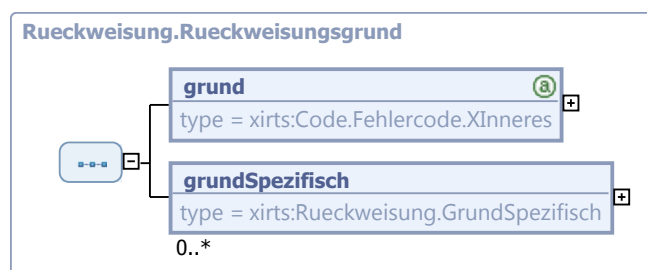 Rueckweisung.Rueckweisungsgrund
grund
@
type = xirts:Code.Fehlercode.XInneres
grundSpezifisch
type = xirts:Rueckweisung.GrundSpezifisch
0..*